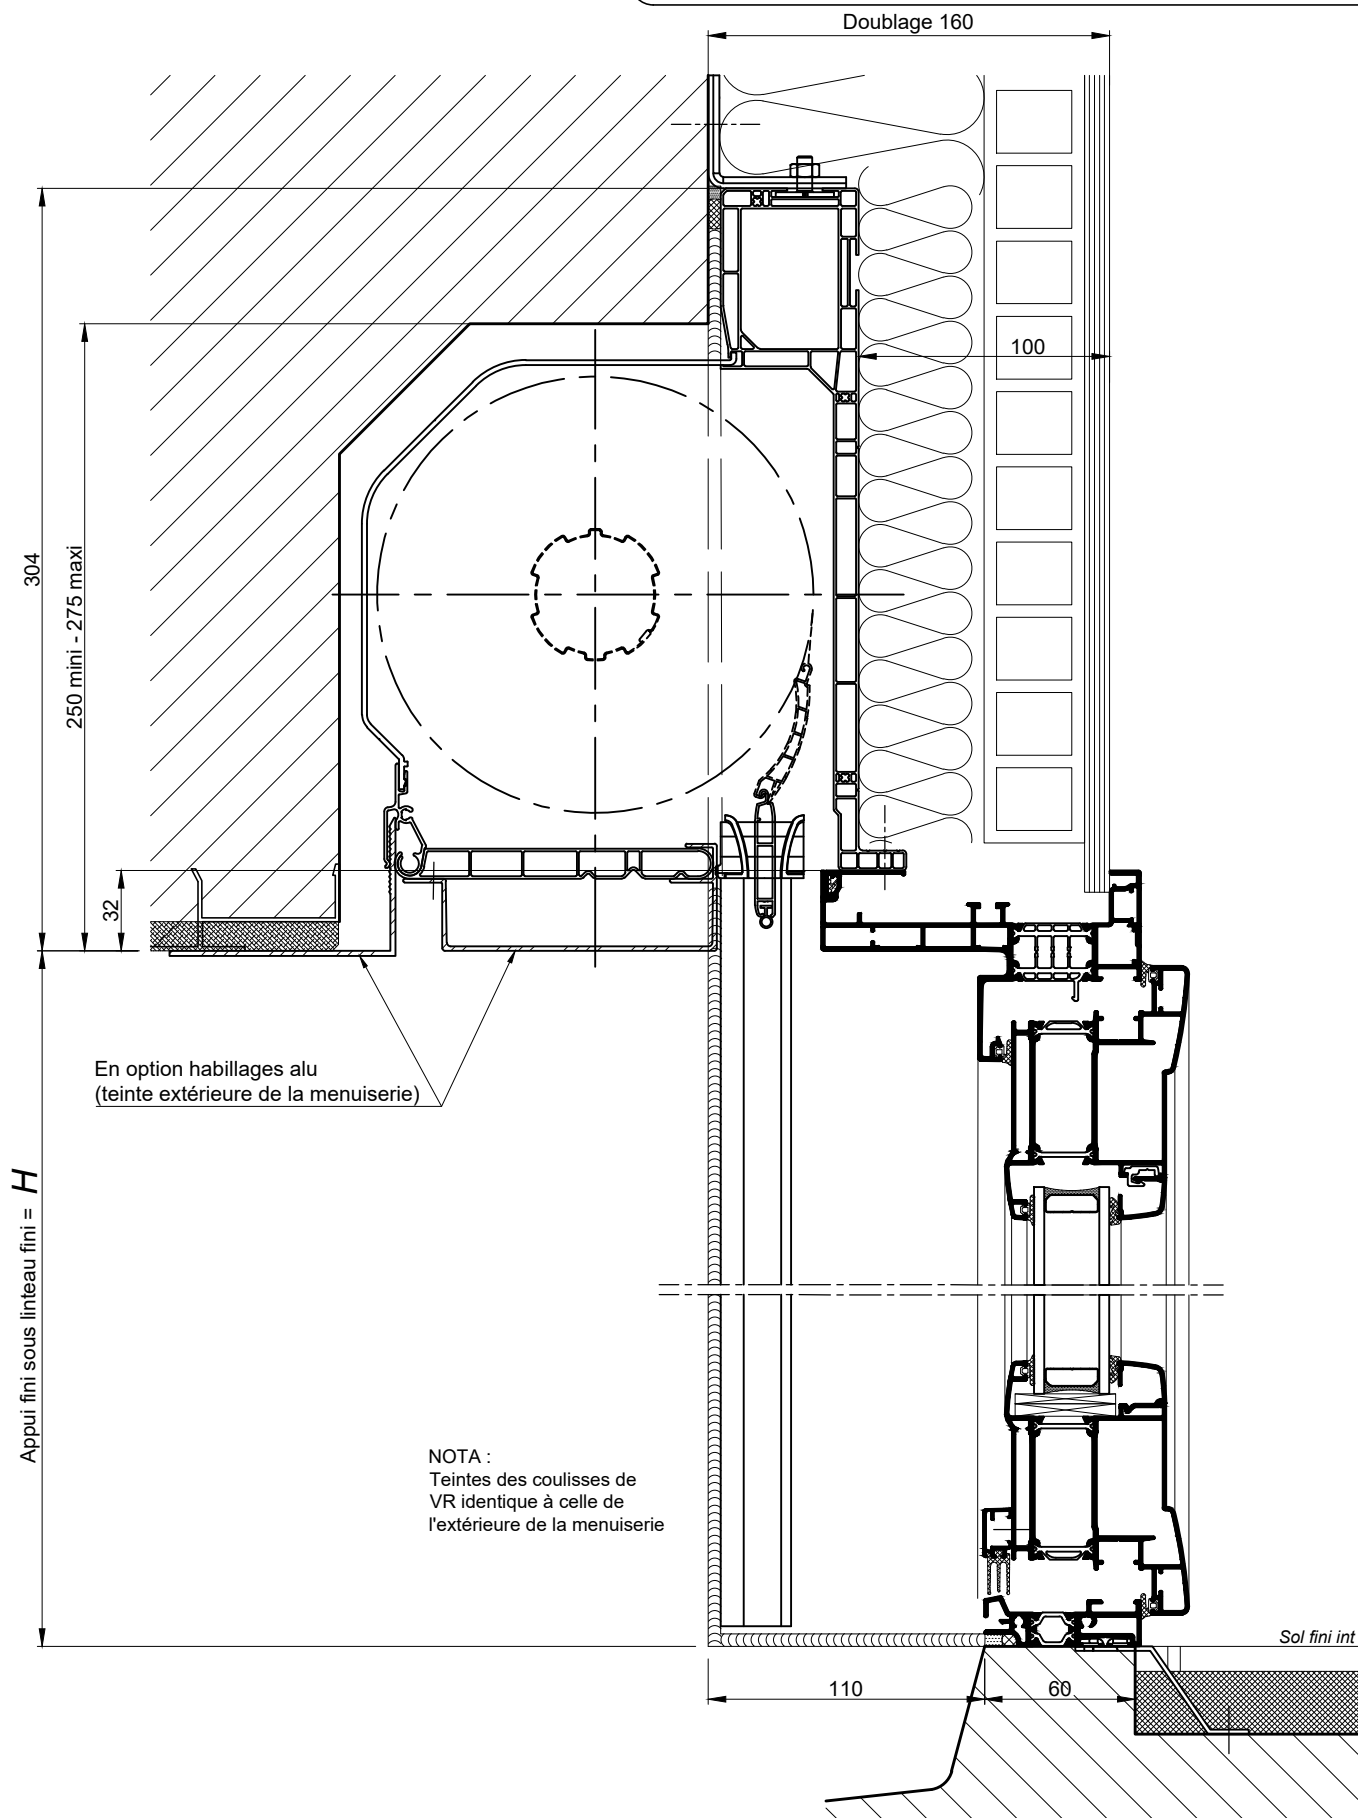 Doublage 160
100
304
250 mini - 275 maxi
32
En option habillages alu
(teinte extérieure de la menuiserie)
Appui fini sous linteau fini = H
NOTA :
Teintes des coulisses de
VR identique à celle de
l'extérieure de la menuiserie
Sol fini int
110
60